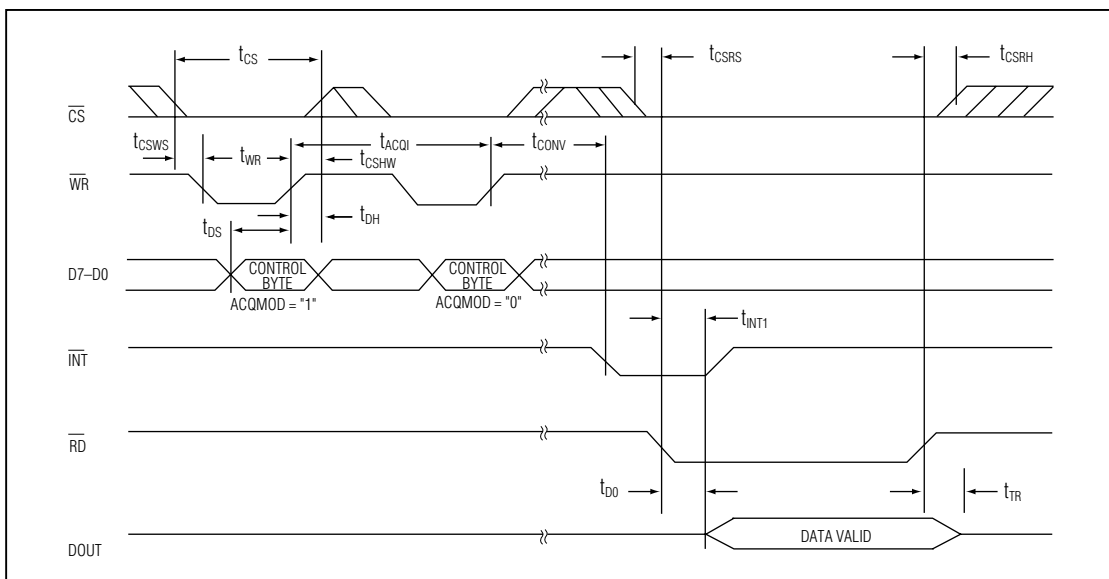 tCS
tCSRS
tCSRH
CS
tCSWS
tWR
tACQI
tCSHW
tCONV
WR
tDH
tDS
D7–D0
CONTROL
BYTE
CONTROL
BYTE
ACQMOD = "1"
ACQMOD = "0"
tINT1
INT
RD
tD0
tTR
DATA VALID
DOUT